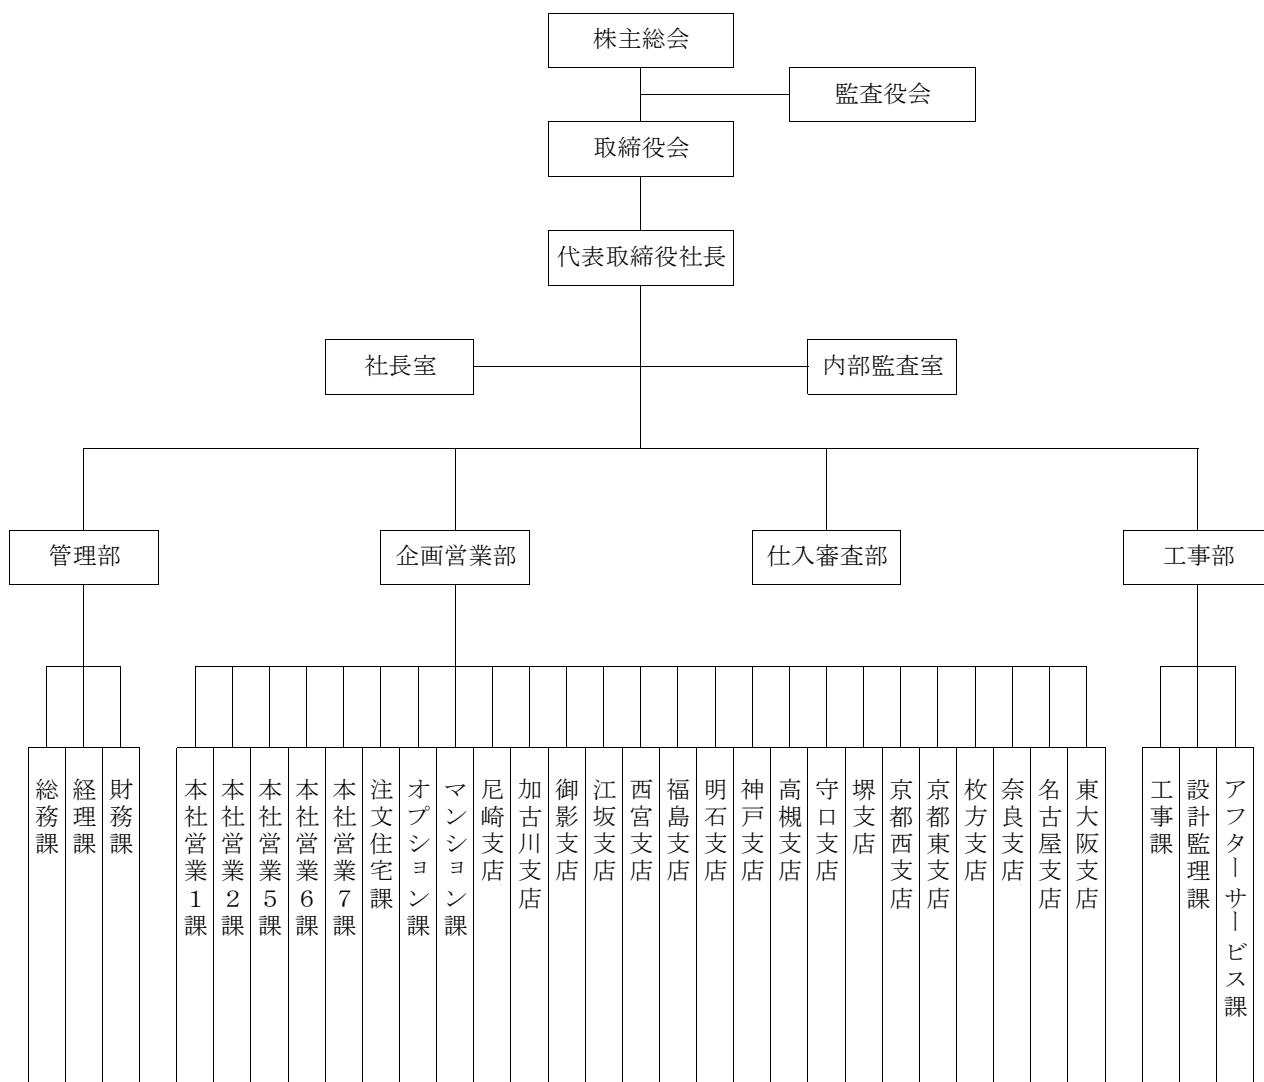 株主総会
監査役会
取締役会
代表取締役社長
社長室
内部監査室
管理部
企画営業部
仕入審査部
工事部
総務課
経理課
財務課
本社営業１課
本社営業２課
本社営業５課
本社営業６課
本社営業７課
注文住宅課
オプション課
マンション課
尼崎支店
加古川支店
御影支店
江坂支店
西宮支店
福島支店
明石支店
神戸支店
高槻支店
守口支店
堺支店
京都西支店
京都東支店
枚方支店
奈良支店
名古屋支店
東大阪支店
工事課
設計監理課
アフターサービス課